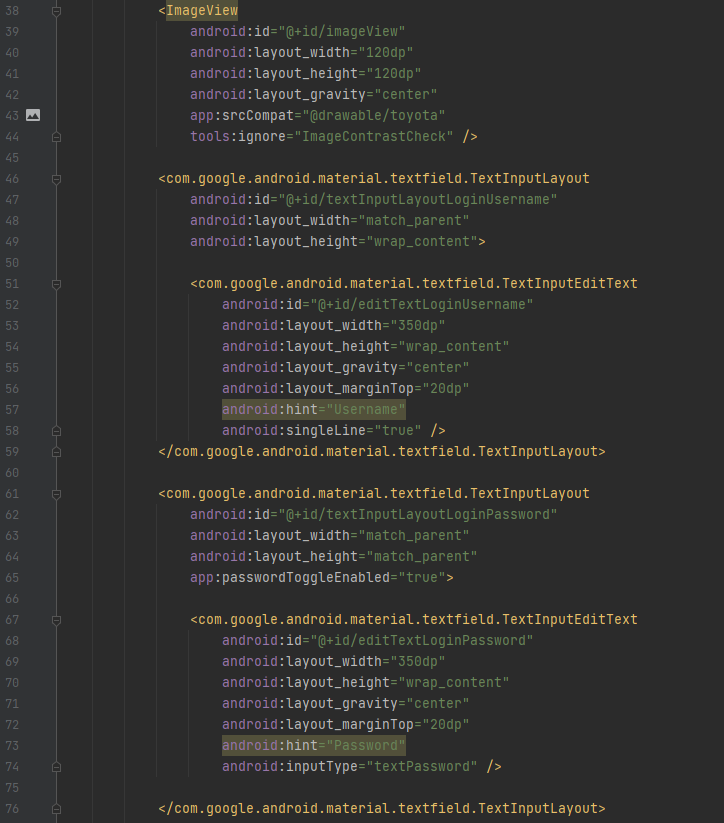 38 <ImageView
39 android:id="@+id/imageView"
40 android:layout_width="120dp"
41 android:layout_height="120dp"
42 android:layout_gravity="center"
43 app:srcCompat="@drawable/toyota"
44 tools:ignore="ImageContrastCheck" />
45
46 <com.google.android.material.textfield.TextInputLayout
47 android:id="@+id/textInputLayoutLoginUsername"
48 android:layout_width="match_parent"
49 android:layout_height="wrap_content">
50
51 <com.google.android.material.textfield.TextInputEditText
52 android:id="@+id/editTextLoginUsername"
53 android:layout_width="350dp"
54 android:layout_height="wrap_content"
55 android:layout_gravity="center"
56 android:layout_marginTop="20dp"
57 android:hint="Username"
58 android:singleLine="true" />
59 </com.google.android.material.textfield.TextInputLayout>
60
61 <com.google.android.material.textfield.TextInputLayout
62 android:id="@+id/textInputLayoutLoginPassword"
63 android:layout_width="match_parent"
64 android:layout_height="match_parent"
65 app:passwordToggleEnabled="true">
66
67 <com.google.android.material.textfield.TextInputEditText
68 android:id="@+id/editTextLoginPassword"
69 android:layout_width="350dp"
70 android:layout_height="wrap_content"
71 android:layout_gravity="center"
72 android:layout_marginTop="20dp"
73 android:hint="Password"
74 android:inputType="textPassword" />
75
76 </com.google.android.material.textfield.TextInputLayout>